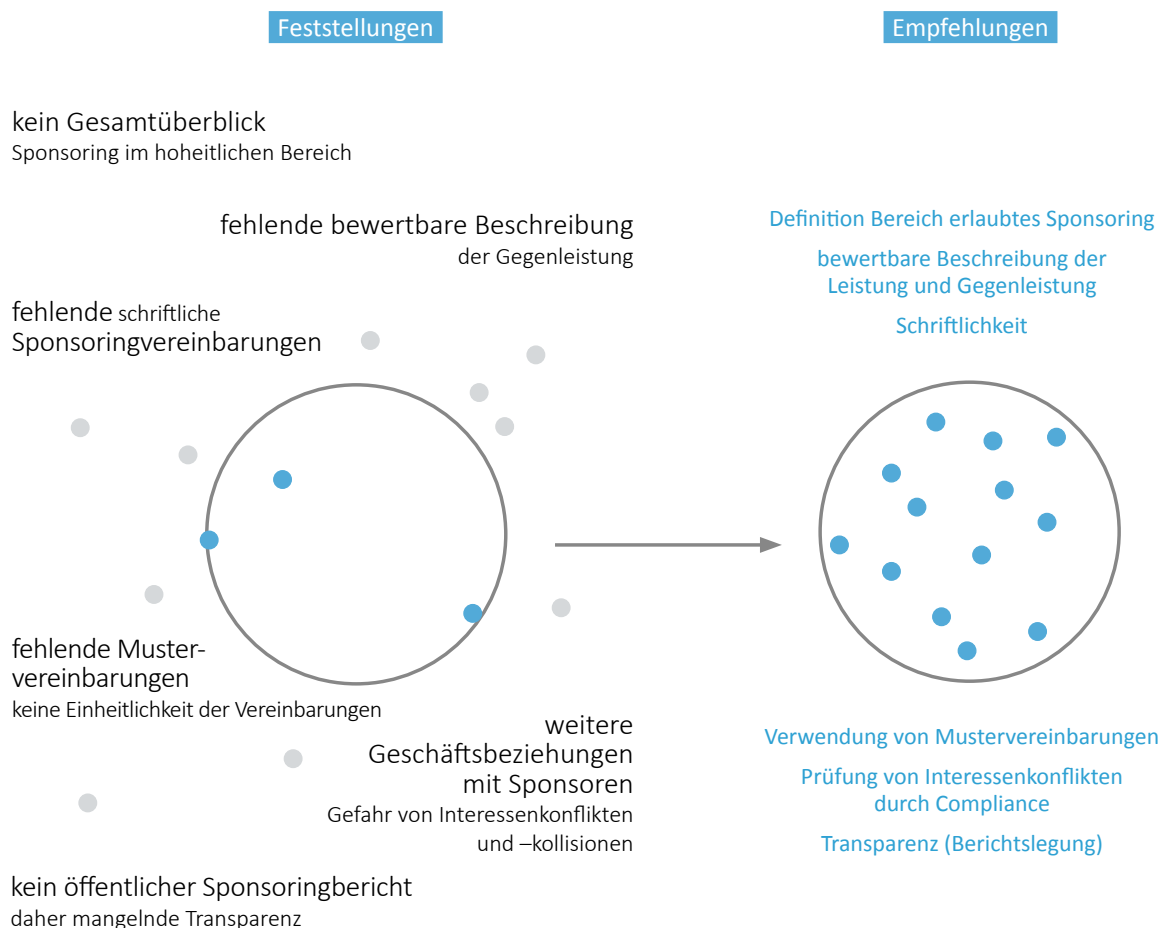 Feststellungen
kein Gesamtüberblick
Sponsoring im hoheitlichen Bereich
fehlende bewertbare Beschreibung
der Gegenleistung
fehlende schriftliche
Sponsoringvereinbarungen
fehlende Muster-
vereinbarungen
keine Einheitlichkeit der Vereinbarungen
weitere
Geschäftsbeziehungen
mit Sponsoren
Gefahr von Interessenkonflikten
und –kollisionen
kein öffentlicher Sponsoringbericht
daher mangelnde Transparenz
Empfehlungen
Definition Bereich erlaubtes Sponsoring
bewertbare Beschreibung der
Leistung und Gegenleistung
Schriftlichkeit
Verwendung von Mustervereinbarungen
Prüfung von Interessenkonflikten
durch Compliance
Transparenz (Berichtslegung)